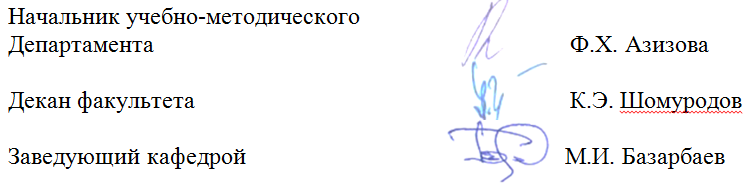 Начальник учебно-методического
Департамента Ф.Х. Азизова
Декан факультета К.Э. Шомуродов
Заведующий кафедрой М.И. Базарбаев